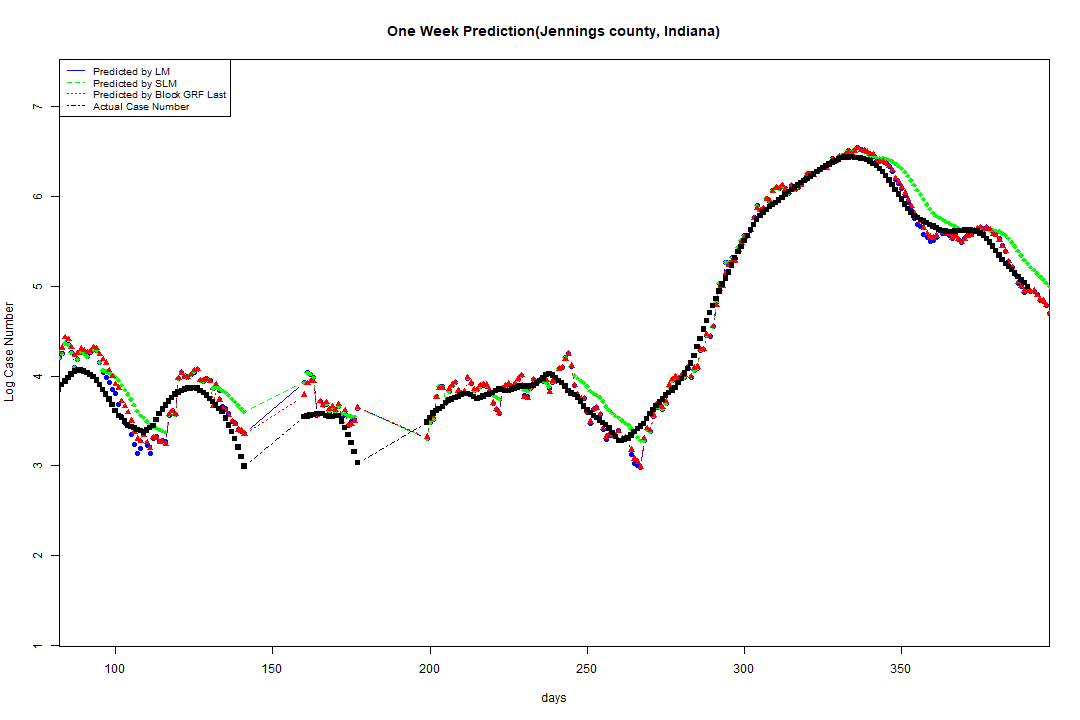 One Week Prediction(Jennings county, Indiana)
Predicted by LM
Predicted by SLM
Predicted by Block GRF Last
Actual Case Number
7
6
5
4
3
2
1
Log Case Number
100 150 200 250 300 350
days